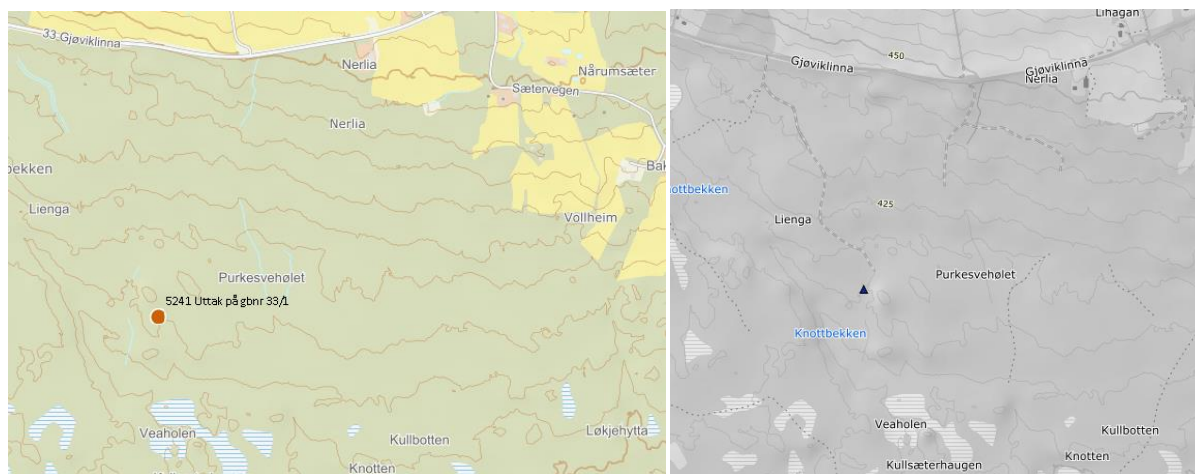 33 Gjøviklinna
Nerlia
Nårumsæter
Sætervegen
Nerlia
bekken
Bak
Lienga
Vollheim
Purkesvehølet
5241 Uttak på gbnr 33/1
Veaholen
Kullbotten
Løkjehytta
Knotten
Lihagan
450
Gjøviklinna
Gjøviklinna
Nerlia
nottbekken
425
Lienga
Purkesvehølet
Knottbekken
Veaholen
Kullbotten
Knotten
Kullsæterhaugen